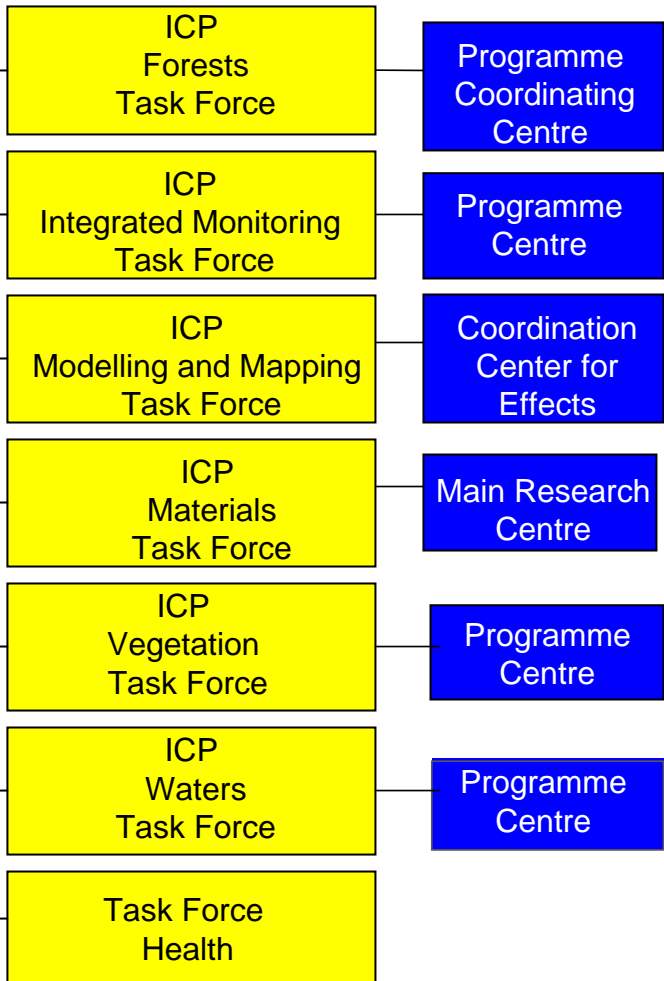 ICP
Forests
Task Force
Programme
Coordinating
Centre
ICP
Integrated Monitoring
Task Force
Programme
Centre
ICP
Modelling and Mapping
Task Force
Coordination
Center for
Effects
ICP
Materials
Task Force
Main Research
Centre
ICP
Vegetation
Task Force
Programme
Centre
ICP
Waters
Task Force
Programme
Centre
Task Force
Health